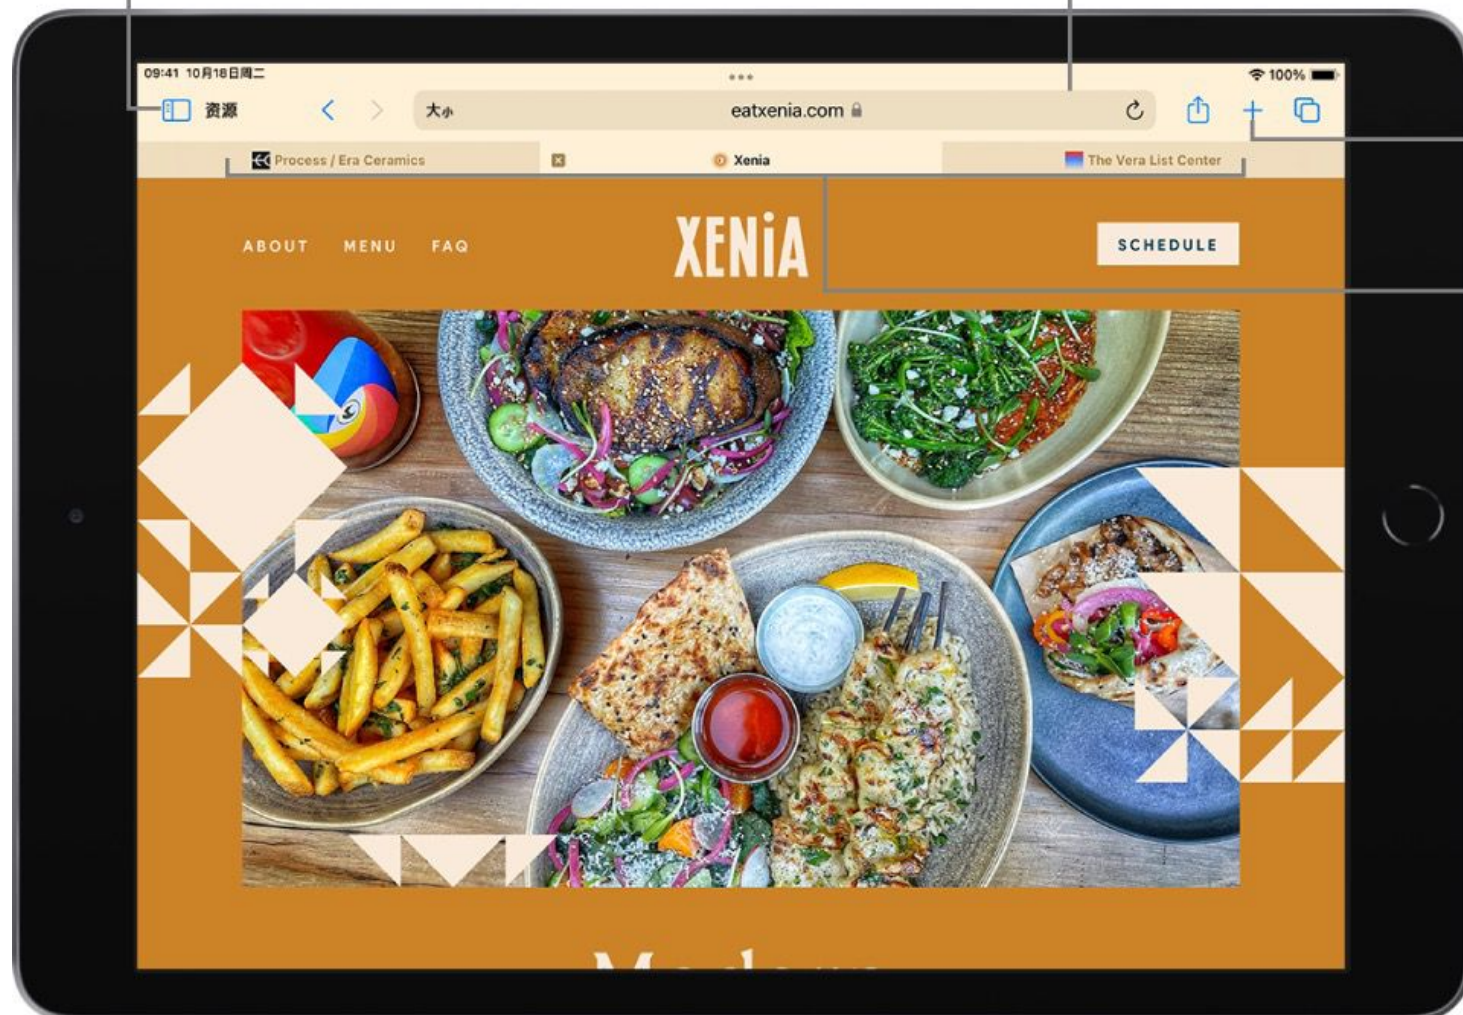 09:41 10月18日周二
100%
资源
大小
eatxenia.com
Process / Era Ceramics
Xenia
The Vera List Center
ABOUT MENU FAQ
XENiA
SCHEDULE